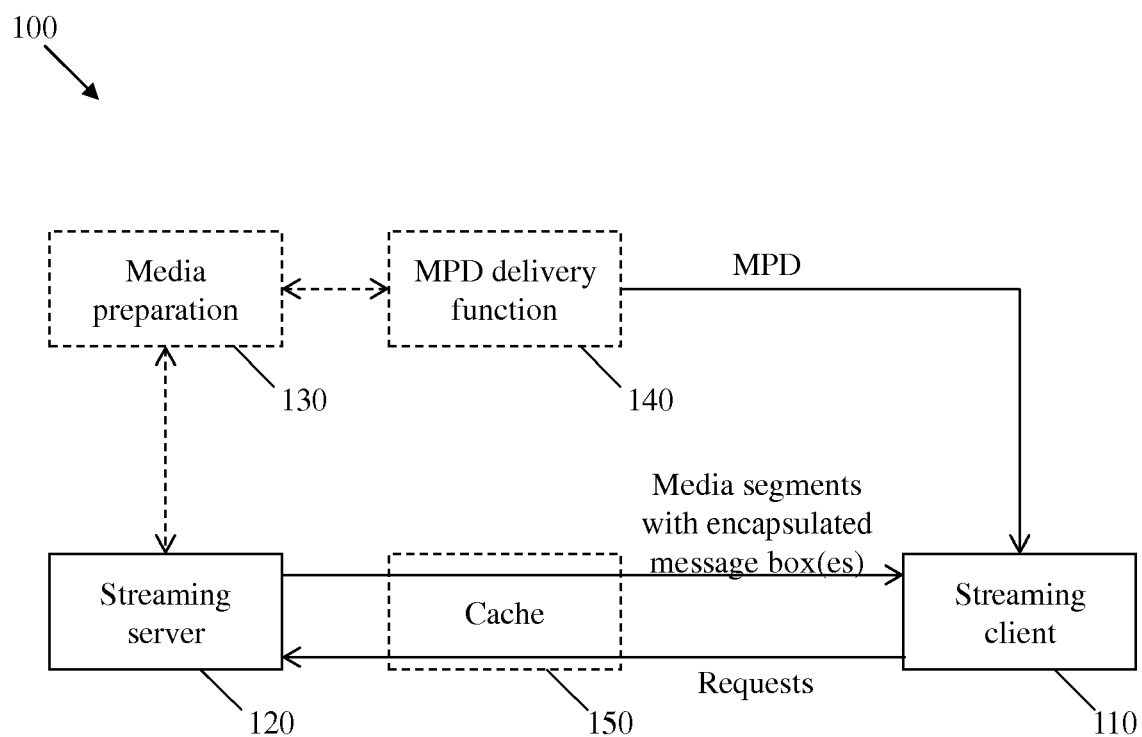 100
Media
preparation
MPD delivery
function
MPD
130
140
Media segments
with encapsulated
message box(es)
Streaming
server
Cache
Streaming
client
Requests
120
150
110